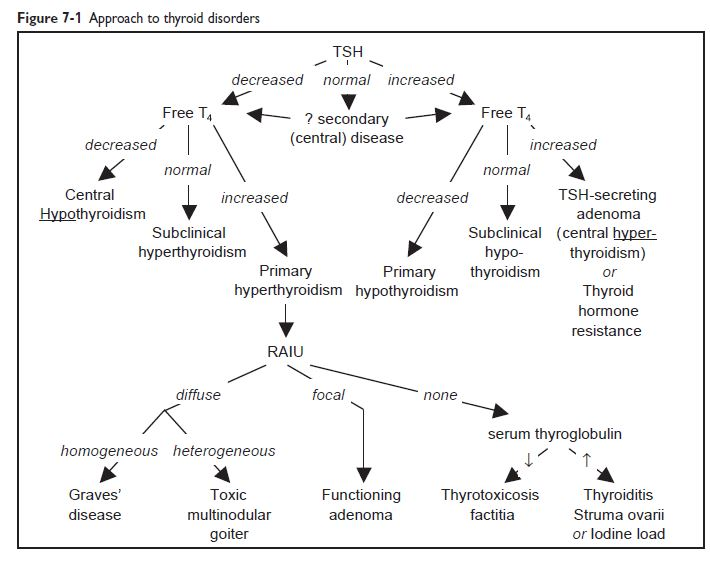 Figure 7-1 Approach to thyroid disorders
TSH
decreased normal increased
Free T4
? secondary
(central) disease
Free T4
decreased
normal
increased
decreased
normal
increased
Central
Hypothyroidism
Subclinical
hyperthyroidism
Primary
hyperthyroidism
Primary
hypothyroidism
Subclinical
hypo-
thyroidism
TSH-secreting
adenoma
(central hyper-
thyroidism)
or
Thyroid
hormone
resistance
RAIU
diffuse
focal
none
homogeneous heterogeneous
serum thyroglobulin
↓ ↑
Graves’
disease
Toxic
multinodular
goiter
Functioning
adenoma
Thyrotoxicosis
factitia
Thyroiditis
Struma ovarii
or Iodine load